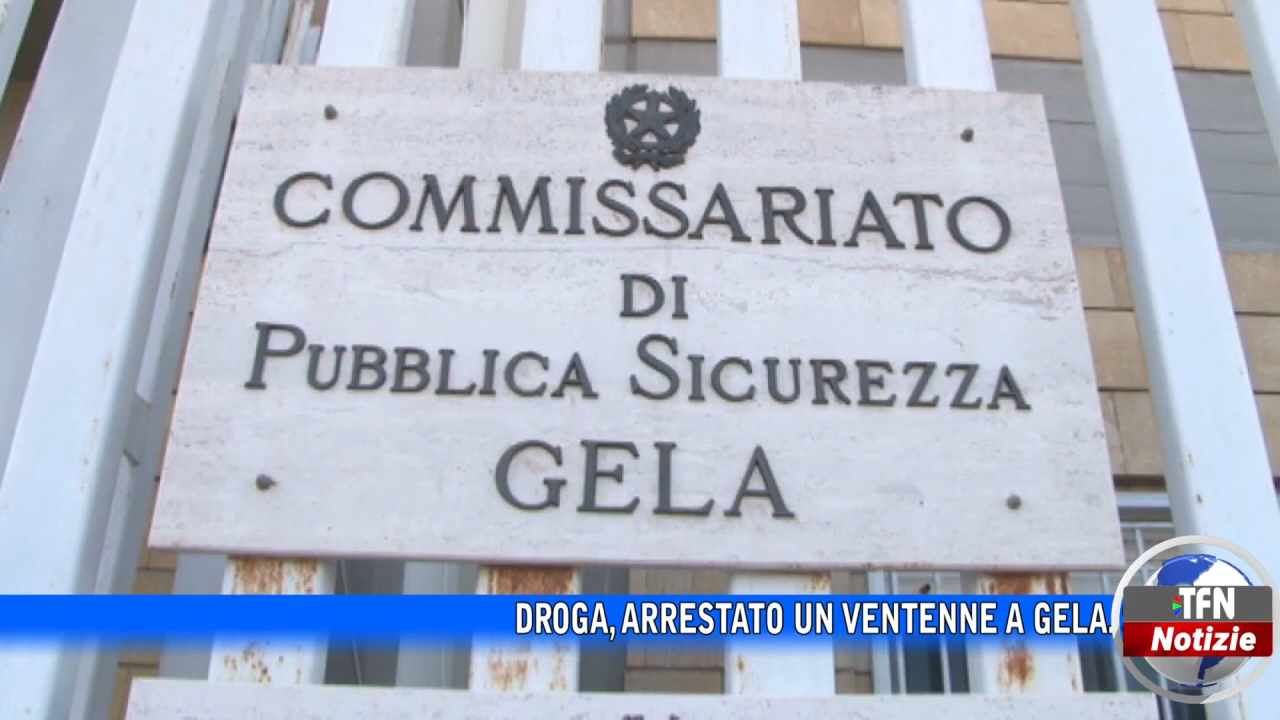 COMMISSARIATO
DI
PUBBLICA SICUREZZA
GELA
DROGA, ARRESTATO UN VENTENNE A GELA.
TFN
Notizie